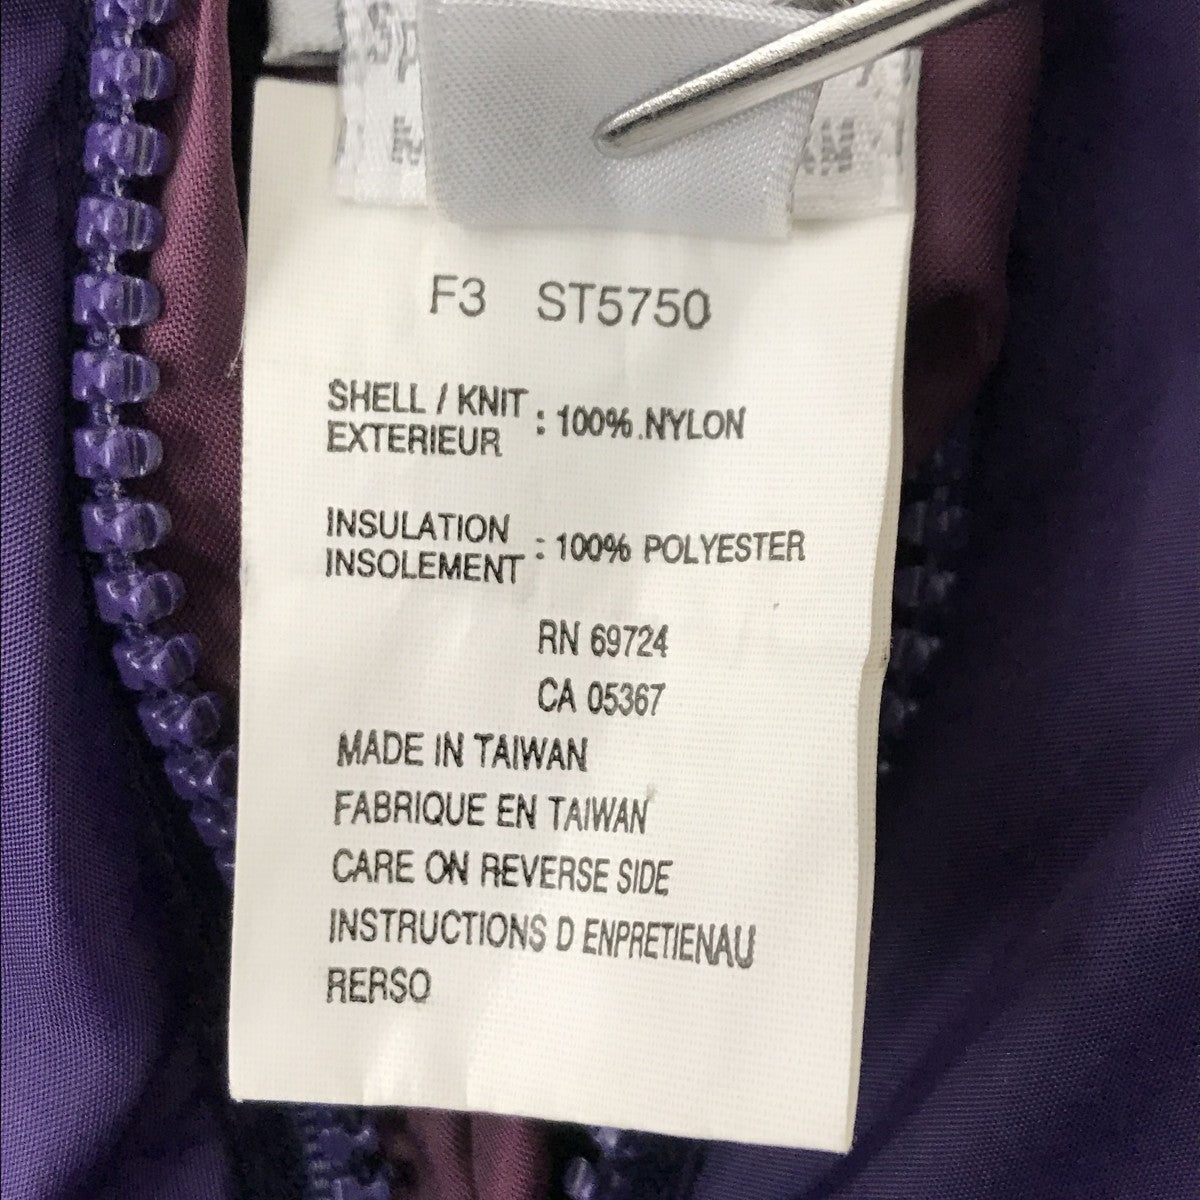 F3 ST5750
SHELL / KNIT
EXTERIEUR : 100% NYLON
INSULATION
INSOLEMENT : 100% POLYESTER
RN 69724
CA 05367
MADE IN TAIWAN
FABRIQUE EN TAIWAN
CARE ON REVERSE SIDE
INSTRUCTIONS D ENPRETIENAU
RERSO